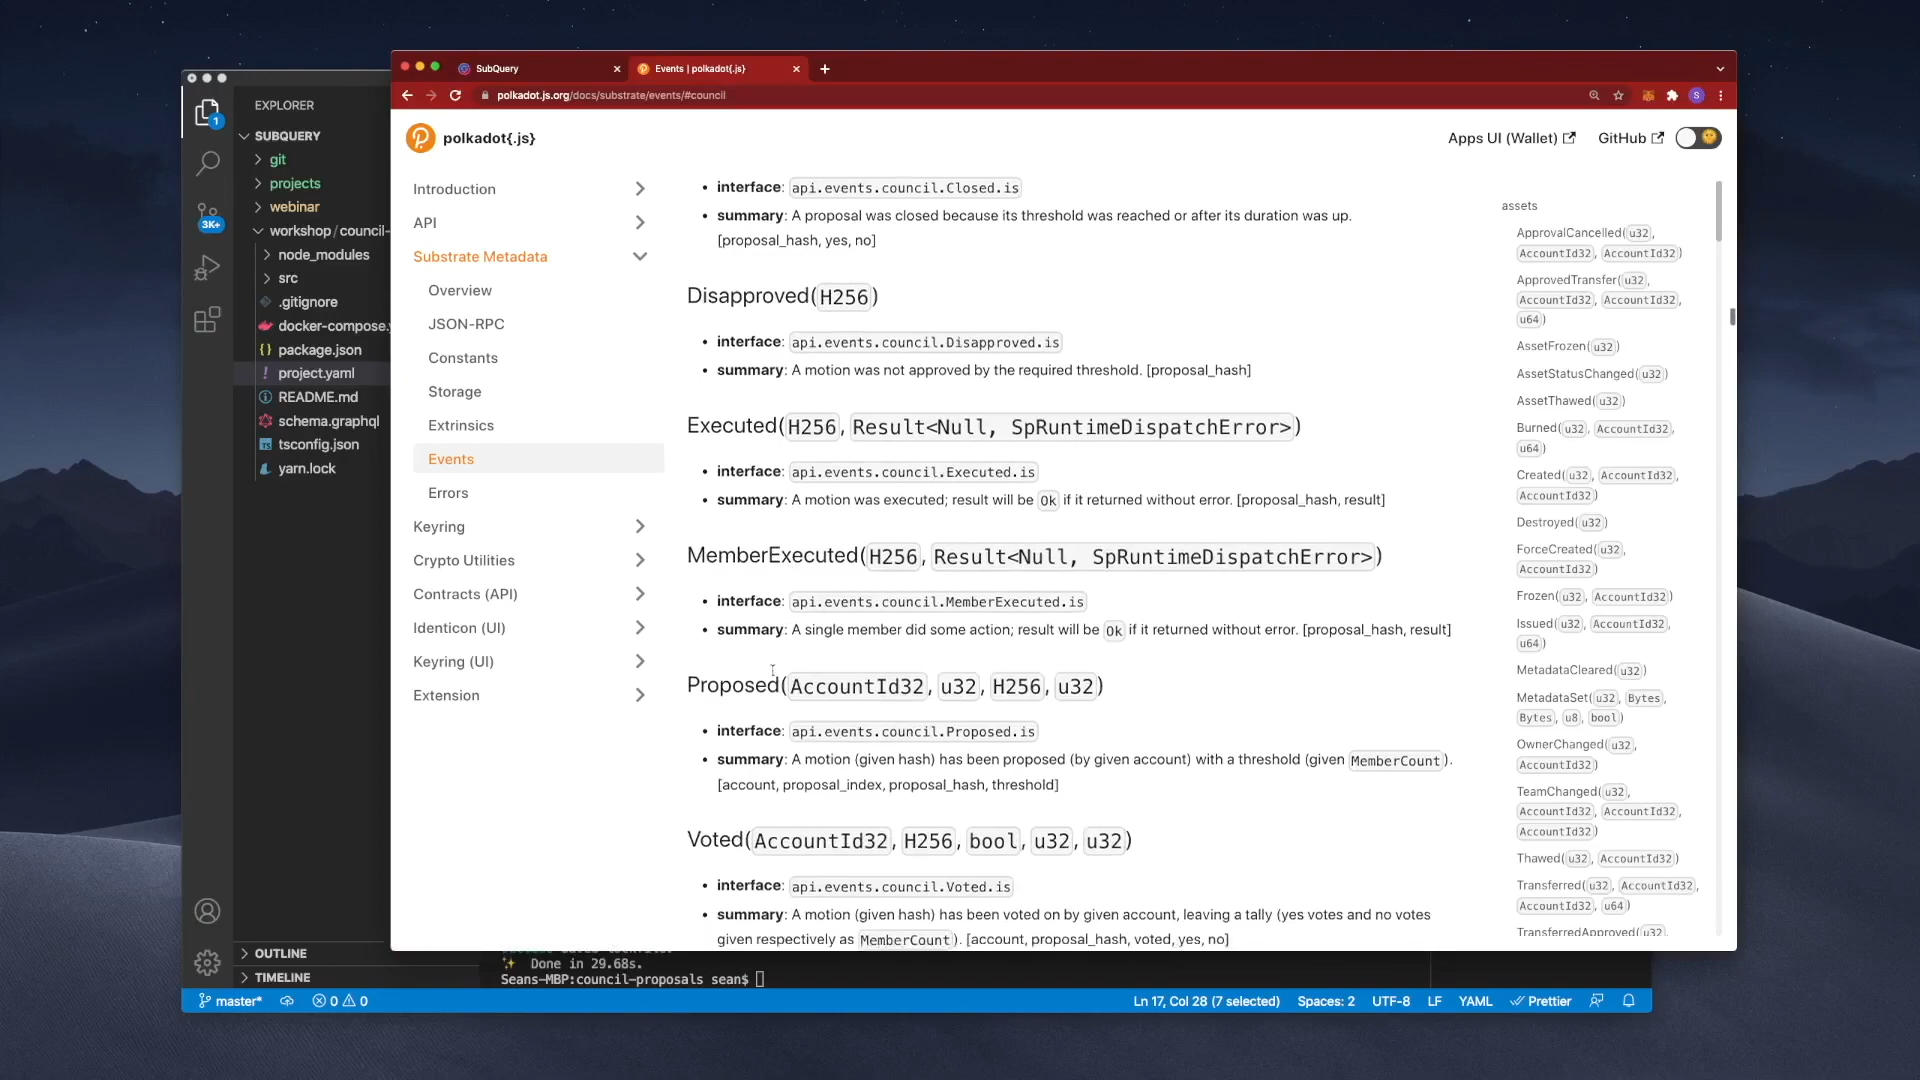 SubQuery
Events | polkadot{.js}
polkadot.js.org/docs/substrate/events/#council
S
EXPLORER
1
SUBQUERY
git
projects
webinar
3K+
workshop / council-
node_modules
src
.gitignore
docker-compose.
package.json
project.yaml
README.md
schema.graphql
tsconfig.json
yarn.lock
OUTLINE
TIMELINE
polkadot{.js}
Apps UI (Wallet)
GitHub
Introduction
API
Substrate Metadata
Overview
JSON-RPC
Constants
Storage
Extrinsics
Events
Errors
Keyring
Crypto Utilities
Contracts (API)
Identicon (UI)
Keyring (UI)
Extension
• interface: api.events.council.Closed.is
• summary: A proposal was closed because its threshold was reached or after its duration was up.
[proposal_hash, yes, no]
Disapproved(H256)
• interface: api.events.council.Disapproved.is
• summary: A motion was not approved by the required threshold. [proposal_hash]
Executed(H256, Result<Null, SpRuntimeDispatchError>)
• interface: api.events.council.Executed.is
• summary: A motion was executed; result will be Ok if it returned without error. [proposal_hash, result]
MemberExecuted(H256, Result<Null, SpRuntimeDispatchError>)
• interface: api.events.council.MemberExecuted.is
• summary: A single member did some action; result will be Ok if it returned without error. [proposal_hash, result]
Proposed(AccountId32, u32, H256, u32)
• interface: api.events.council.Proposed.is
• summary: A motion (given hash) has been proposed (by given account) with a threshold (given MemberCount).
[account, proposal_index, proposal_hash, threshold]
Voted(AccountId32, H256, bool, u32, u32)
• interface: api.events.council.Voted.is
• summary: A motion (given hash) has been voted on by given account, leaving a tally (yes votes and no votes
given respectively as MemberCount). [account, proposal_hash, voted, yes, no]
assets
ApprovalCancelled(u32,
AccountId32, AccountId32)
ApprovedTransfer(u32,
AccountId32, AccountId32,
u64)
AssetFrozen(u32)
AssetStatusChanged(u32)
AssetThawed(u32)
Burned(u32, AccountId32,
u64)
Created(u32, AccountId32,
AccountId32)
Destroyed(u32)
ForceCreated(u32,
AccountId32)
Frozen(u32, AccountId32)
Issued(u32, AccountId32,
u64)
MetadataCleared(u32)
MetadataSet(u32, Bytes,
Bytes, u8, bool)
OwnerChanged(u32,
AccountId32)
TeamChanged(u32,
AccountId32, AccountId32,
AccountId32)
Thawed(u32, AccountId32)
Transferred(u32, AccountId32,
AccountId32, u64)
TransferredApproved(u32,
Done in 29.68s.
Seans-MBP:council-proposals sean$
master*
0 0
Ln 17, Col 28 (7 selected)
Spaces: 2
UTF-8
LF
YAML
Prettier